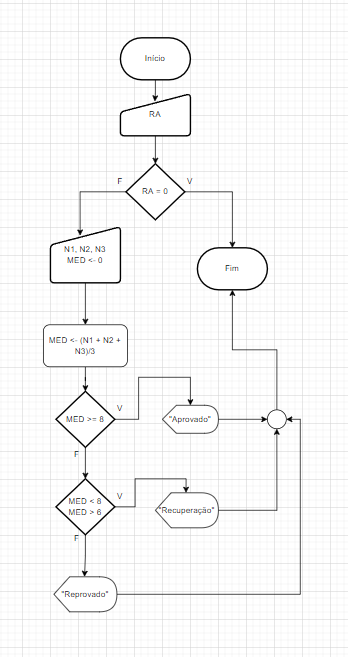 Início
RA
F
RA = 0
V
N1, N2, N3
MED <- 0
Fim
MED <- (N1 + N2 +
N3)/3
V
MED >= 8
"Aprovado"
F
V
MED < 8
MED > 6
"Recuperação"
F
"Reprovado"